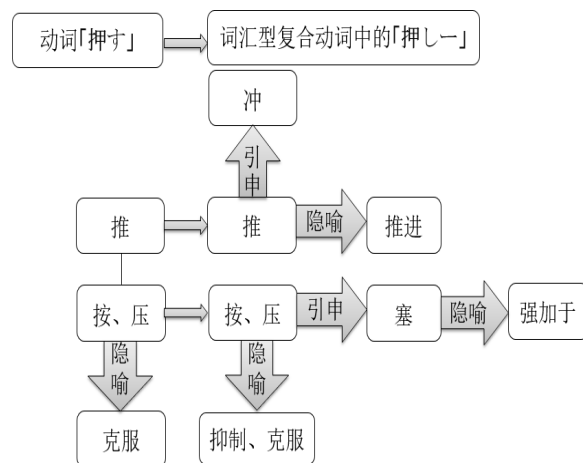 动词「押す」
词汇型复合动词中的「押し一」
冲
引
申
推
推
隐喻
推进
按、压
按、压
引申
塞
隐喻
强加于
隐
喻
隐
喻
克服
抑制、克服